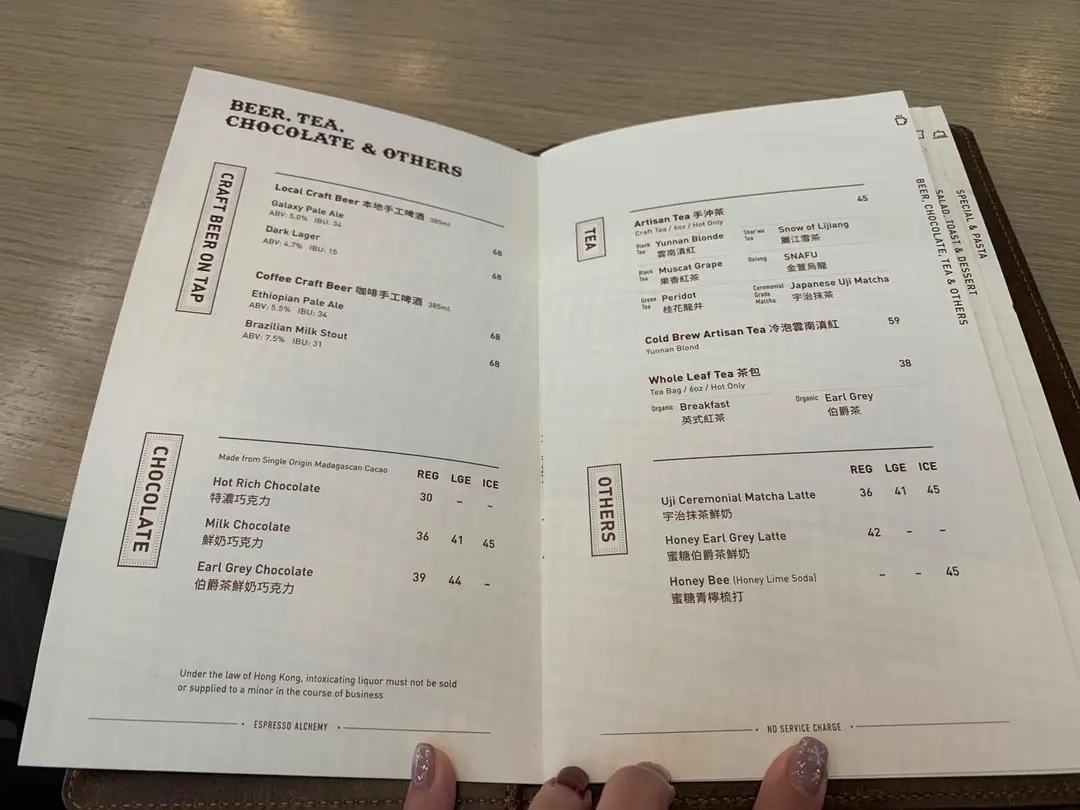 BEER, TEA,
CHOCOLATE & OTHERS
CRAFT BEER ON TAP
Local Craft Beer 本地手工啤酒 385ml
Galaxy Pale Ale 68
ABV: 5.0% IBU: 34
Dark Lager 68
ABV: 4.7% IBU: 15
Coffee Craft Beer 咖啡手工啤酒 385ml
Ethiopian Pale Ale 68
ABV: 5.5% IBU: 34
Brazilian Milk Stout 68
ABV: 7.5% IBU: 31
CHOCOLATE
Made from Single Origin Madagascan Cacao REG LGE ICE
Hot Rich Chocolate 30 – –
特濃巧克力
Milk Chocolate 36 41 45
鮮奶巧克力
Earl Grey Chocolate 39 44 –
伯爵茶鮮奶巧克力
Under the law of Hong Kong, intoxicating liquor must not be sold
or supplied to a minor in the course of business
ESPRESSO ALCHEMY
TEA
Artisan Tea 手沖茶 45
Craft Tea / 6oz / Hot Only
Black Tea Yunnan Blonde
雲南滇紅
Shai'wa Tea Snow of Lijiang
麗江雪茶
Black Tea Muscat Grape
果香紅茶
Oolong SNAFU
金萱烏龍
Green Tea Peridot
桂花龍井
Ceremonial Grade Matcha Japanese Uji Matcha
宇治抹茶
Cold Brew Artisan Tea 冷泡雲南滇紅 59
Yunnan Blond
Whole Leaf Tea 茶包 38
Tea Bag / 6oz / Hot Only
Organic Breakfast
英式紅茶
Organic Earl Grey
伯爵茶
OTHERS
REG LGE ICE
Uji Ceremonial Matcha Latte 36 41 45
宇治抹茶鮮奶
Honey Earl Grey Latte 42 – –
蜜糖伯爵茶鮮奶
Honey Bee (Honey Lime Soda) – – 45
蜜糖青檸梳打
NO SERVICE CHARGE
BEER, CHOCOLATE, TEA & OTHERS
SALAD, TOAST & DESSERT
SPECIAL & PASTA